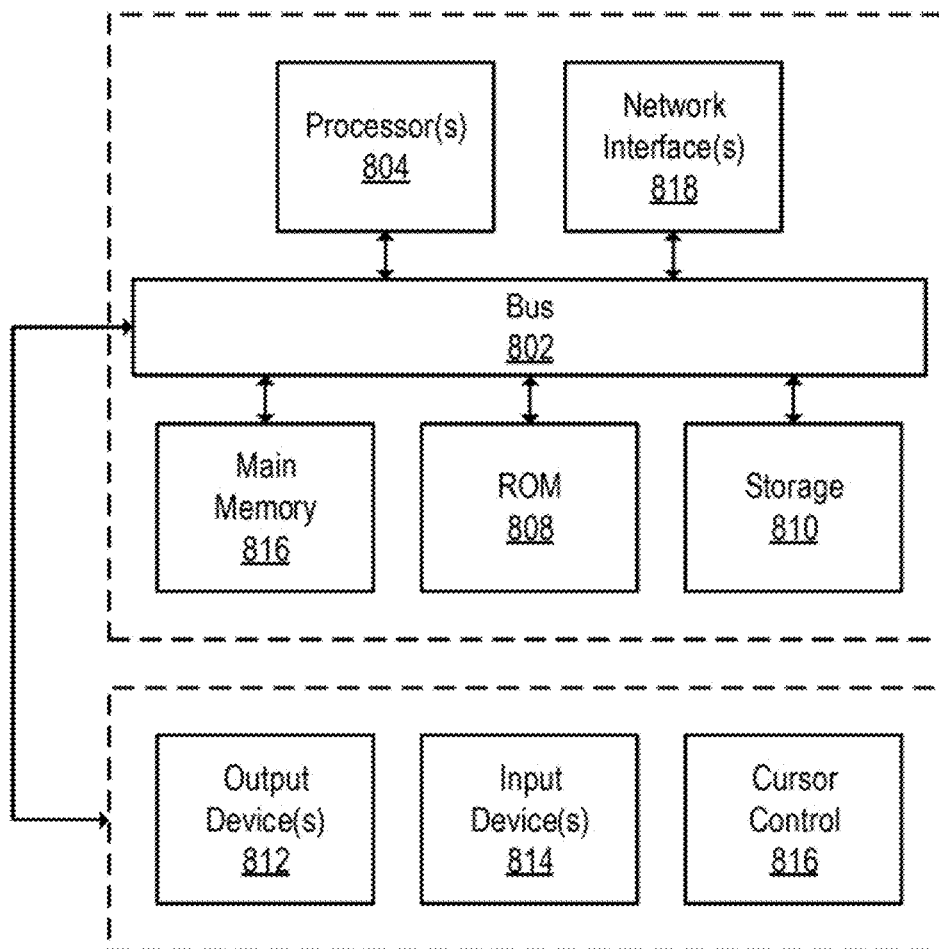 Processor(s)
804
Network
Interface(s)
818
Bus
802
Main
Memory
816
ROM
808
Storage
810
Output
Device(s)
812
Input
Device(s)
814
Cursor
Control
816